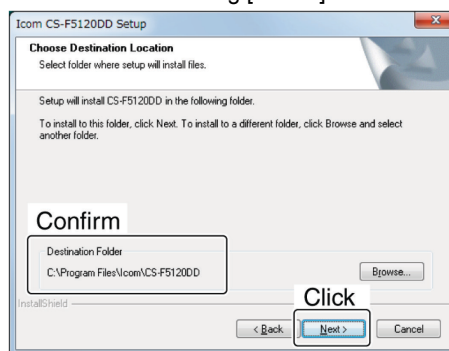 Icom CS-F5120DD Setup
Choose Destination Location
Select folder where setup will install files.
Setup will install CS-F5120DD in the following folder.
To install to this folder, click Next. To install to a different folder, click Browse and select
another folder.
Confirm
Destination Folder
C:\Program Files\Icom\CS-F5120DD
Browse...
InstallShield
Click
< Back
Next >
Cancel